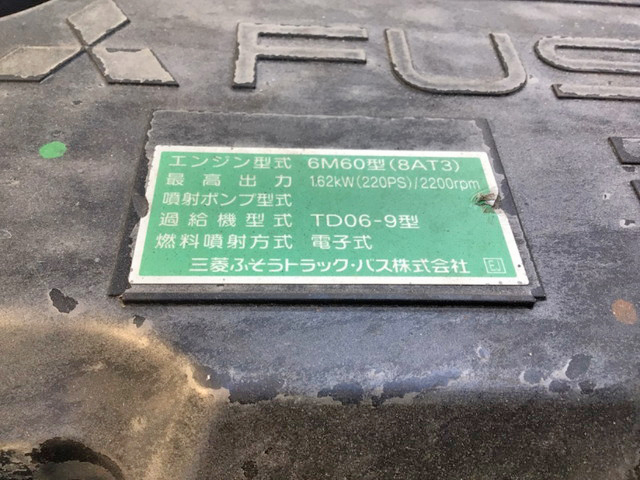 FUS
エンジン型式 6M60型(8AT3)
最高出力 1.62kW(220PS)/2200rpm
噴射ポンプ型式
過給機型式 TD06-9型
燃料噴射方式 電子式
三菱ふそうトラック・バス株式会社